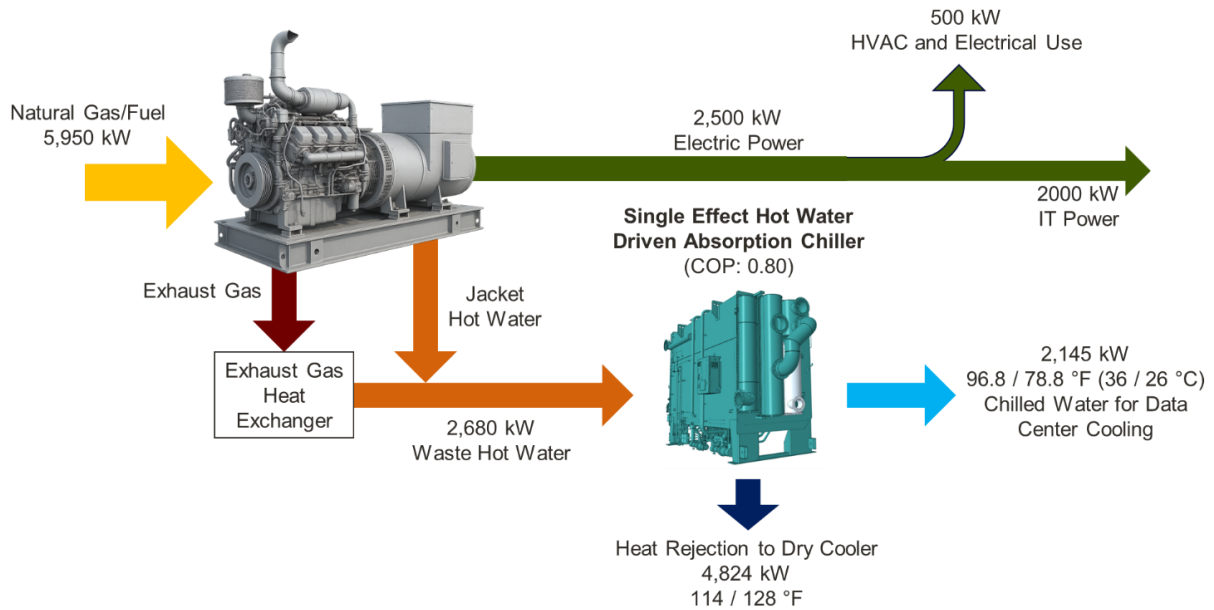 500 kW
HVAC and Electrical Use
Natural Gas/Fuel
5,950 kW
2,500 kW
Electric Power
2000 kW
IT Power
Single Effect Hot Water
Driven Absorption Chiller
(COP: 0.80)
Exhaust Gas
Jacket
Hot Water
Exhaust Gas
Heat
Exchanger
2,680 kW
Waste Hot Water
2,145 kW
96.8 / 78.8 °F (36 / 26 °C)
Chilled Water for Data
Center Cooling
Heat Rejection to Dry Cooler
4,824 kW
114 / 128 °F